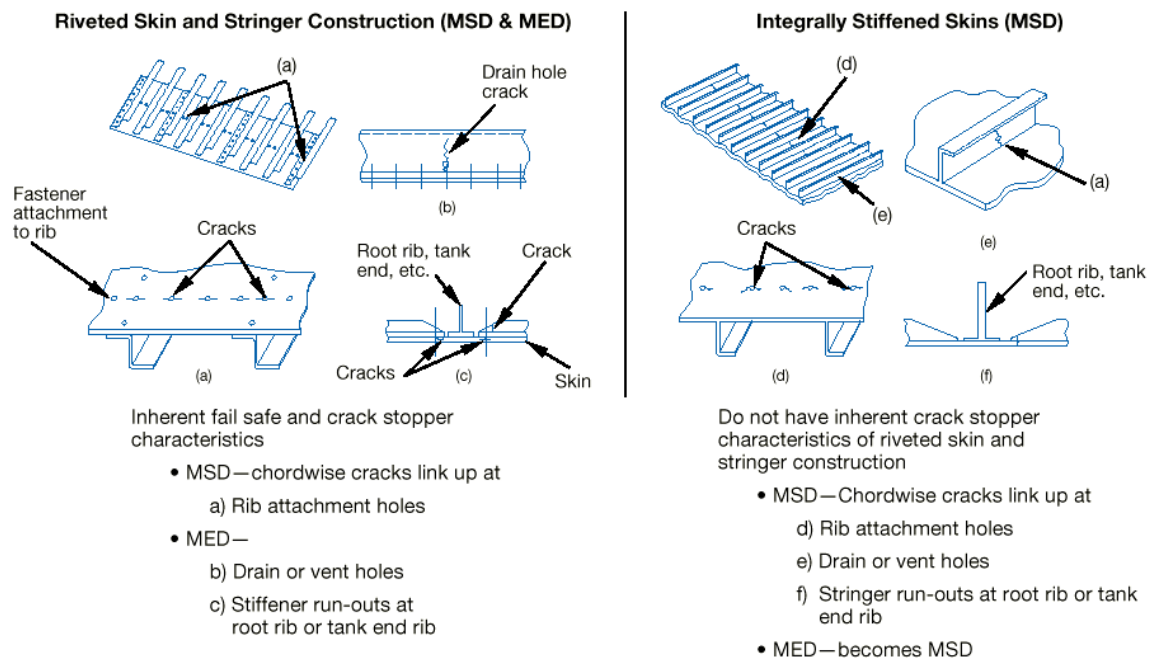 Riveted Skin and Stringer Construction (MSD & MED)
(a)
Drain hole
crack
(b)
Fastener
attachment
to rib
Cracks
(a)
Root rib, tank
end, etc.
Crack
Cracks
(c)
Skin
Inherent fail safe and crack stopper
characteristics
• MSD—chordwise cracks link up at
a) Rib attachment holes
• MED—
b) Drain or vent holes
c) Stiffener run-outs at
root rib or tank end rib
Integrally Stiffened Skins (MSD)
(d)
(e)
(a)
(e)
Cracks
(d)
Root rib, tank
end, etc.
(f)
Do not have inherent crack stopper
characteristics of riveted skin and
stringer construction
• MSD—Chordwise cracks link up at
d) Rib attachment holes
e) Drain or vent holes
f) Stringer run-outs at root rib or tank
end rib
• MED—becomes MSD